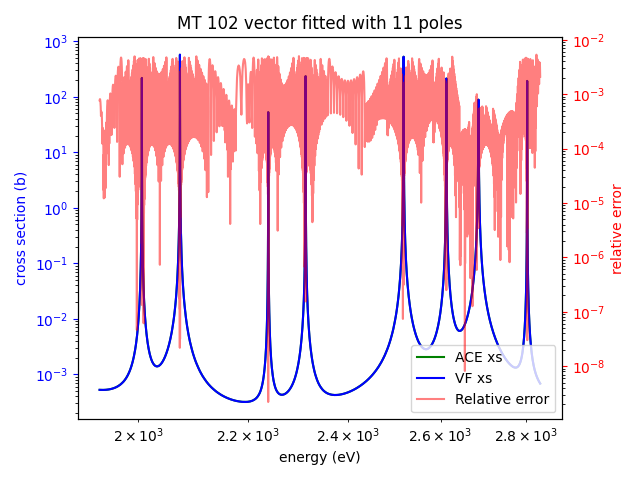 MT 102 vector fitted with 11 poles
10³
10²
10¹
10⁰
10⁻¹
10⁻²
10⁻³
cross section (b)
10⁻²
10⁻³
10⁻⁴
10⁻⁵
10⁻⁶
10⁻⁷
10⁻⁸
relative error
ACE xs
VF xs
Relative error
2 × 10³ 2.2 × 10³ 2.4 × 10³ 2.6 × 10³ 2.8 × 10³
energy (eV)